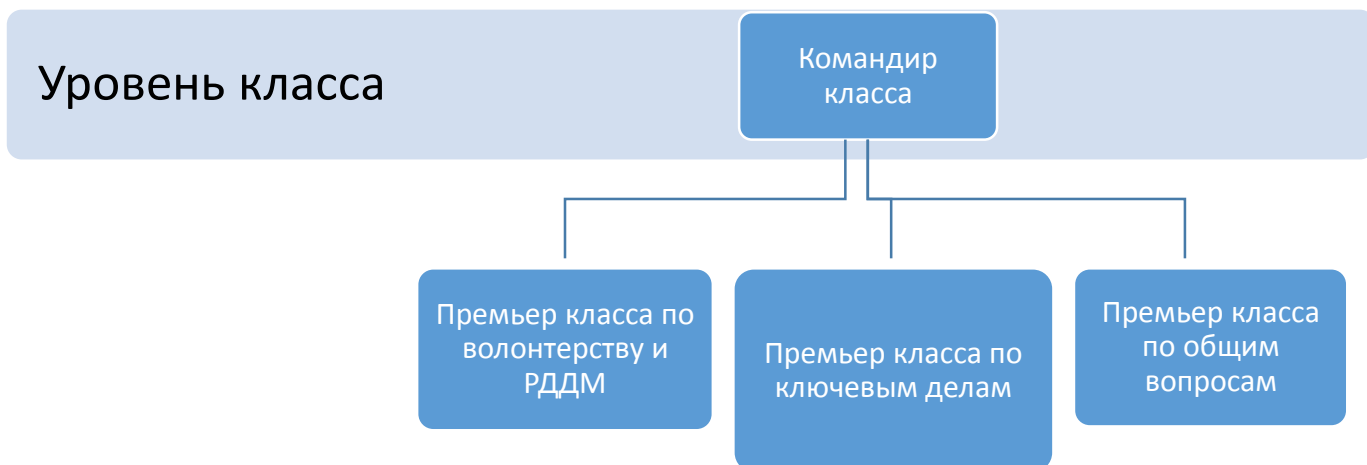 Уровень класса
Командир
класса
Премьер класса по
волонтерству и
РДДМ
Премьер класса по
ключевым делам
Премьер класса
по общим
вопросам